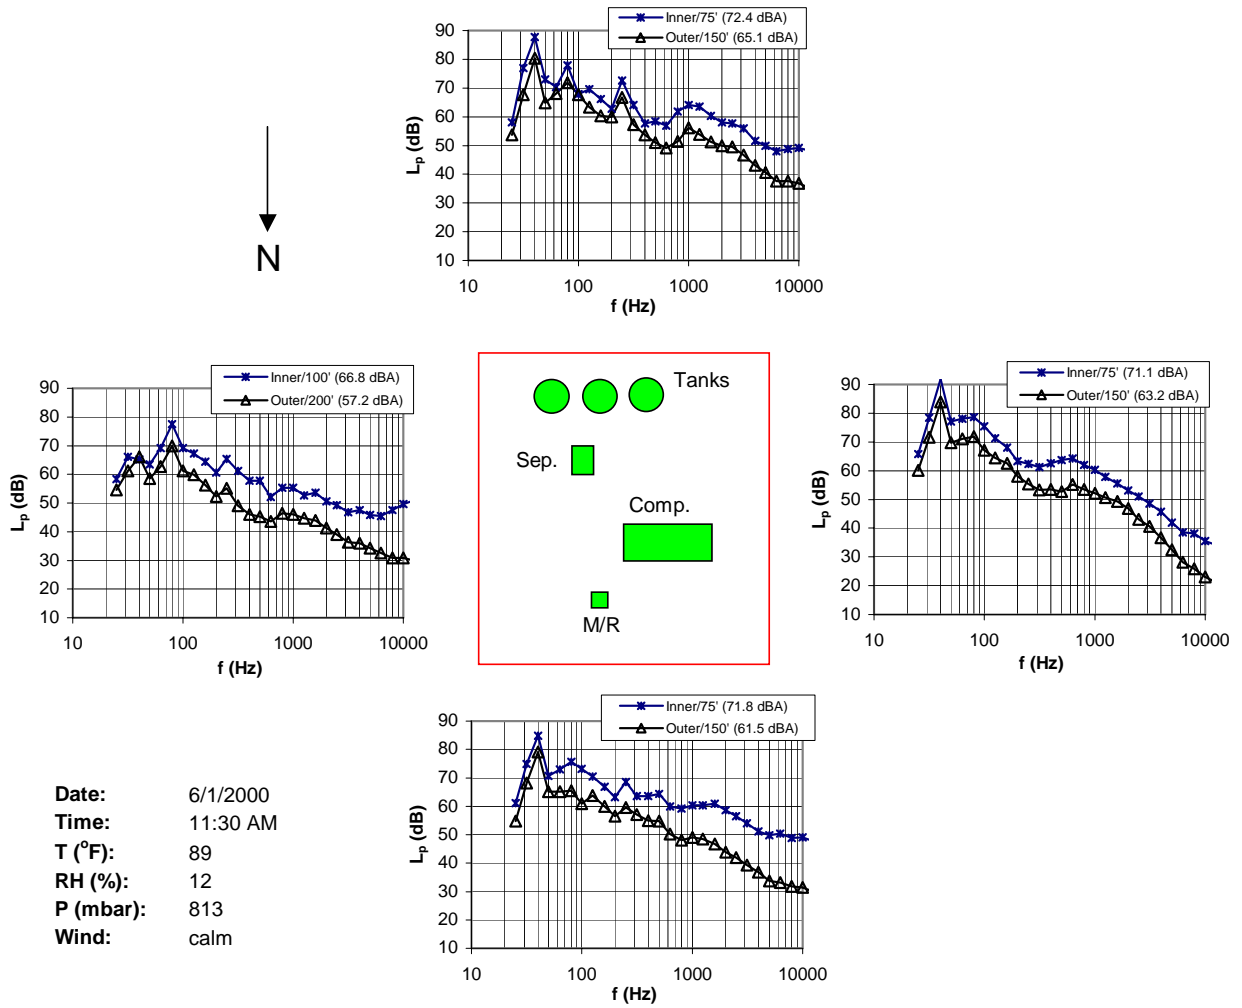 Inner/75' (72.4 dBA)
Outer/150' (65.1 dBA)
90
80
70
60
50
40
30
20
10
Lp (dB)
10 100 1000 10000
f (Hz)
N
Inner/100' (66.8 dBA)
Outer/200' (57.2 dBA)
90
80
70
60
50
40
30
20
10
Lp (dB)
10 100 1000 10000
f (Hz)
Tanks
Sep.
Comp.
M/R
Inner/75' (71.1 dBA)
Outer/150' (63.2 dBA)
90
80
70
60
50
40
30
20
10
Lp (dB)
10 100 1000 10000
f (Hz)
Inner/75' (71.8 dBA)
Outer/150' (61.5 dBA)
90
80
70
60
50
40
30
20
10
Lp (dB)
10 100 1000 10000
f (Hz)
Date: 6/1/2000
Time: 11:30 AM
T (°F): 89
RH (%): 12
P (mbar): 813
Wind: calm